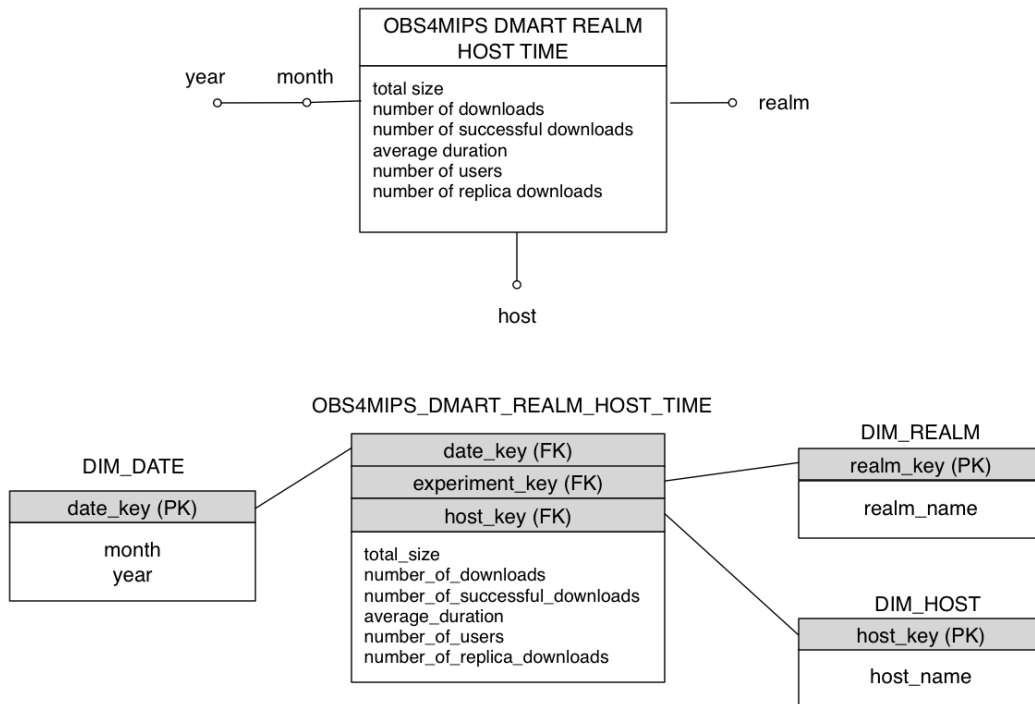 OBS4MIPS DMART REALM
HOST TIME
year
month
realm
total size
number of downloads
number of successful downloads
average duration
number of users
number of replica downloads
host
OBS4MIPS_DMART_REALM_HOST_TIME
DIM_DATE
date_key (PK)
month
year
date_key (FK)
experiment_key (FK)
host_key (FK)
total_size
number_of_downloads
number_of_successful_downloads
average_duration
number_of_users
number_of_replica_downloads
DIM_REALM
realm_key (PK)
realm_name
DIM_HOST
host_key (PK)
host_name